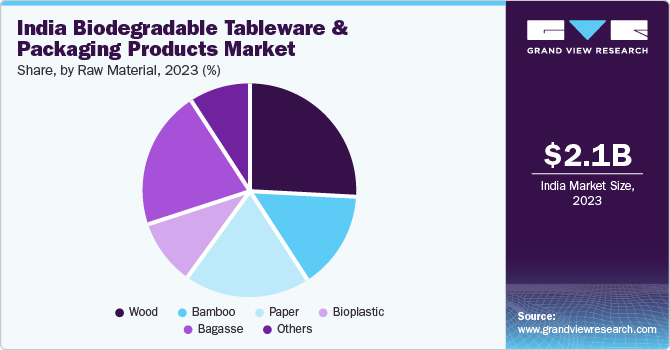 India Biodegradable Tableware &
Packaging Products Market
Share, by Raw Material, 2023 (%)
Wood
Bamboo
Paper
Bioplastic
Bagasse
Others
GVR
GRAND VIEW RESEARCH
$2.1B
India Market Size,
2023
Source:
www.grandviewresearch.com